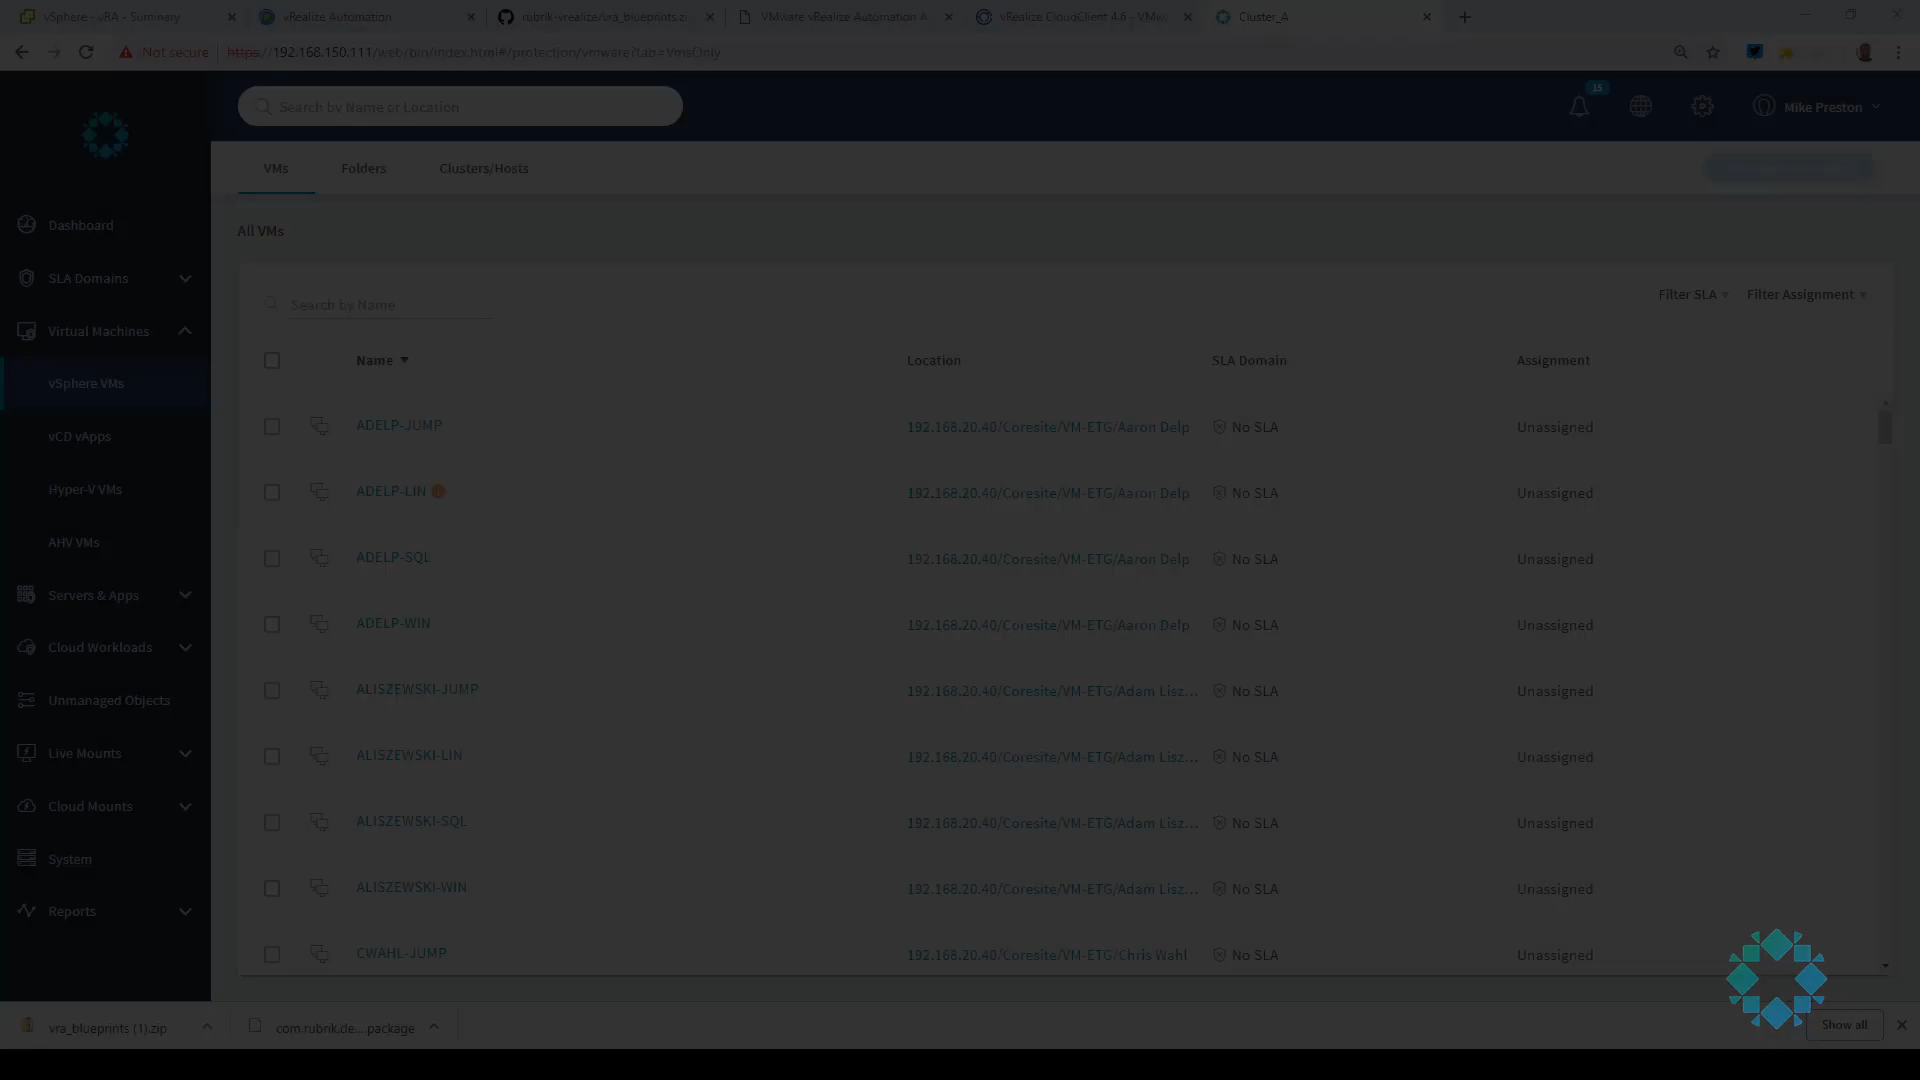 vSphere - vRA - Summary
vRealize Automation
rubrik-vrealize/vra_blueprints.zi
VMware vRealize Automation A
vRealize CloudClient 4.6 - VMw
Cluster_A
Not secure
https://192.168.150.111/web/bin/index.html#/protection/vmware?tab=VmsOnly
Search by Name or Location
15
Mike Preston
VMs
Folders
Clusters/Hosts
Dashboard
SLA Domains
Virtual Machines
vSphere VMs
vCD vApps
Hyper-V VMs
AHV VMs
Servers & Apps
Cloud Workloads
Unmanaged Objects
Live Mounts
Cloud Mounts
System
Reports
All VMs
Search by Name
Filter SLA
Filter Assignment
Name Location SLA Domain Assignment
ADELP-JUMP 192.168.20.40/Coresite/VM-ETG/Aaron Delp No SLA Unassigned
ADELP-LIN 192.168.20.40/Coresite/VM-ETG/Aaron Delp No SLA Unassigned
ADELP-SQL 192.168.20.40/Coresite/VM-ETG/Aaron Delp No SLA Unassigned
ADELP-WIN 192.168.20.40/Coresite/VM-ETG/Aaron Delp No SLA Unassigned
ALISZEWSKI-JUMP 192.168.20.40/Coresite/VM-ETG/Adam Lisz... No SLA Unassigned
ALISZEWSKI-LIN 192.168.20.40/Coresite/VM-ETG/Adam Lisz... No SLA Unassigned
ALISZEWSKI-SQL 192.168.20.40/Coresite/VM-ETG/Adam Lisz... No SLA Unassigned
ALISZEWSKI-WIN 192.168.20.40/Coresite/VM-ETG/Adam Lisz... No SLA Unassigned
CWAHL-JUMP 192.168.20.40/Coresite/VM-ETG/Chris Wahl No SLA Unassigned
vra_blueprints (1).zip
com.rubrik.de....package
Show all